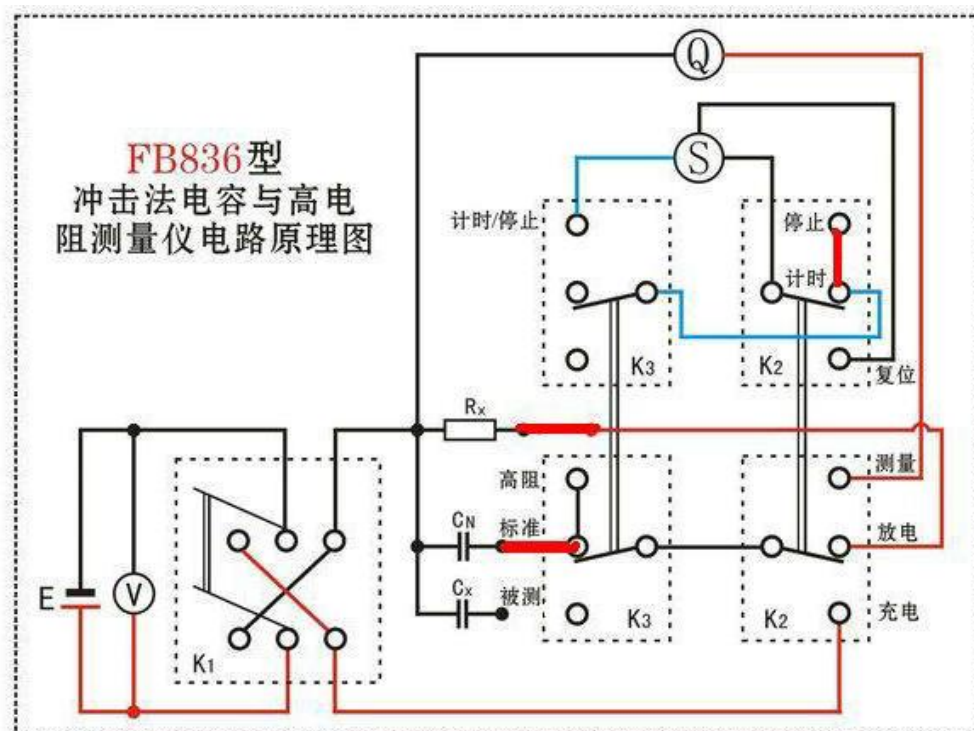 Q
S
FB836型
冲击法电容与高电
阻测量仪电路原理图
计时/停止
停止
计时
K3
K2
复位
Rx
高阻
测量
CN
标准
放电
Cx
被测
充电
K3
K2
E
V
K1